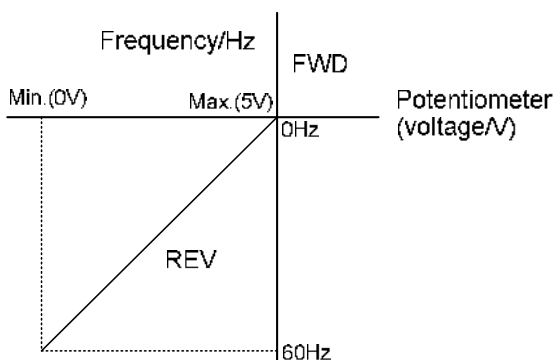 Frequency/Hz
FWD
Min.(0V)
Max.(5V)
Potentiometer
(voltage/V)
0Hz
REV
60Hz